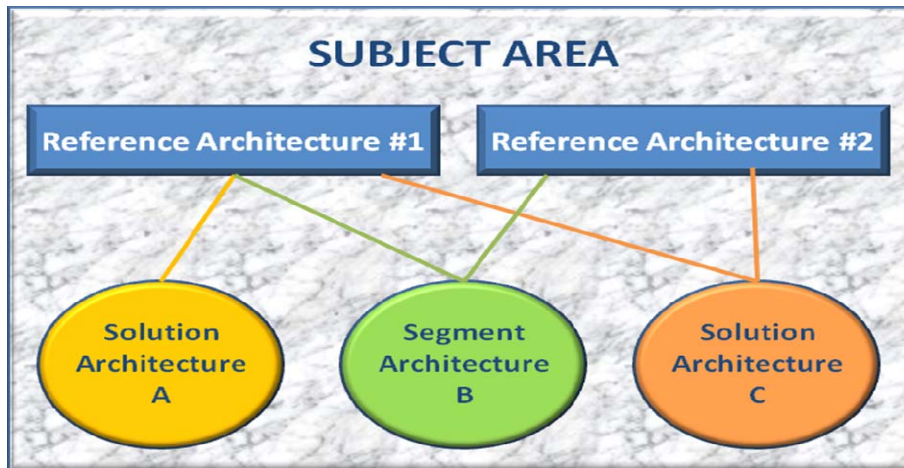 SUBJECT AREA
Reference Architecture #1
Reference Architecture #2
Solution
Architecture
A
Segment
Architecture
B
Solution
Architecture
C